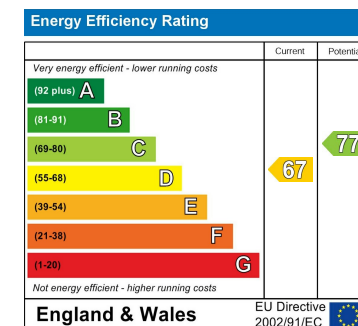 Energy Efficiency Rating
Current Potentia
Very energy efficient - lower running costs
(92 plus) A
(81-91) B
(69-80) C
77
(55-68) D
67
(39-54) E
(21-38) F
(1-20) G
Not energy efficient - higher running costs
England & Wales
EU Directive
2002/91/EC